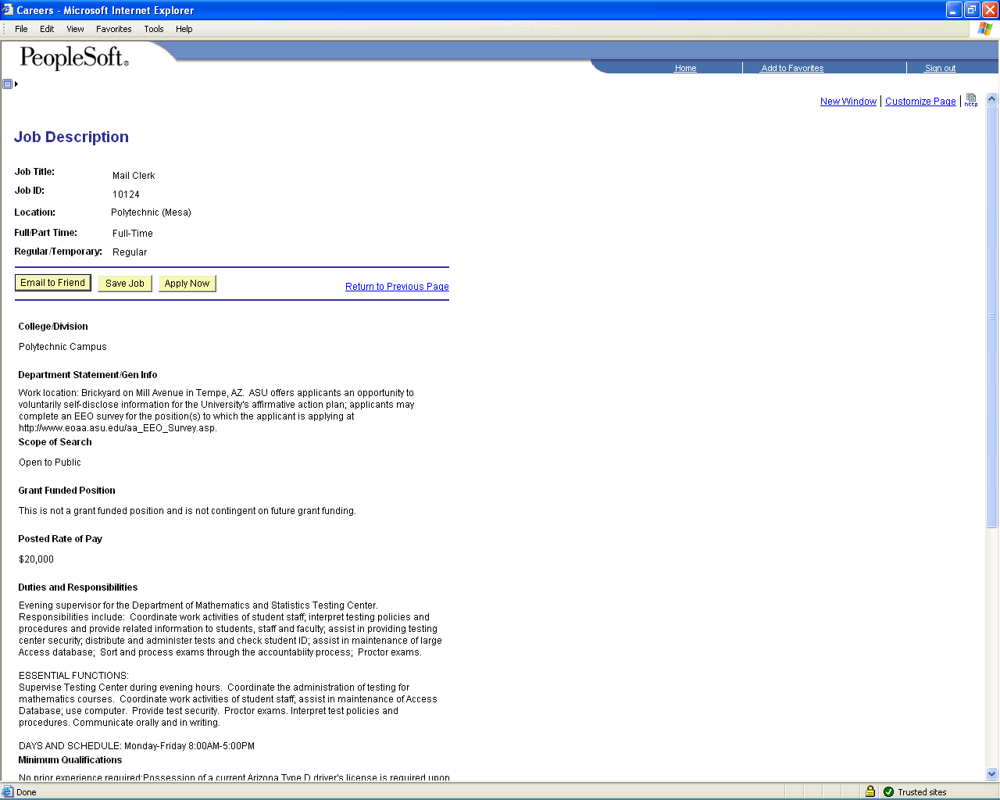 Careers - Microsoft Internet Explorer
File Edit View Favorites Tools Help
PeopleSoft®
Home Add to Favorites Sign out
New Window | Customize Page | http
Job Description
Job Title: Mail Clerk
Job ID: 10124
Location: Polytechnic (Mesa)
Full/Part Time: Full-Time
Regular/Temporary: Regular
Email to Friend Save Job Apply Now Return to Previous Page
College/Division
Polytechnic Campus
Department Statement/Gen Info
Work location: Brickyard on Mill Avenue in Tempe, AZ. ASU offers applicants an opportunity to
voluntarily self-disclose information for the University's affirmative action plan; applicants may
complete an EEO survey for the position(s) to which the applicant is applying at
http://www.eoaa.asu.edu/aa_EEO_Survey.asp.
Scope of Search
Open to Public
Grant Funded Position
This is not a grant funded position and is not contingent on future grant funding.
Posted Rate of Pay
$20,000
Duties and Responsibilities
Evening supervisor for the Department of Mathematics and Statistics Testing Center.
Responsibilities include: Coordinate work activities of student staff; interpret testing policies and
procedures and provide related information to students, staff and faculty; assist in providing testing
center security; distribute and administer tests and check student ID; assist in maintenance of large
Access database; Sort and process exams through the accountabiity process; Proctor exams.
ESSENTIAL FUNCTIONS:
Supervise Testing Center during evening hours. Coordinate the administration of testing for
mathematics courses. Coordinate work activities of student staff; assist in maintenance of Access
Database; use computer. Provide test security. Proctor exams. Interpret test policies and
procedures. Communicate orally and in writing.
DAYS AND SCHEDULE: Monday-Friday 8:00AM-5:00PM
Minimum Qualifications
No prior experience required;Possession of a current Arizona Type D driver's license is required upon
Done Trusted sites